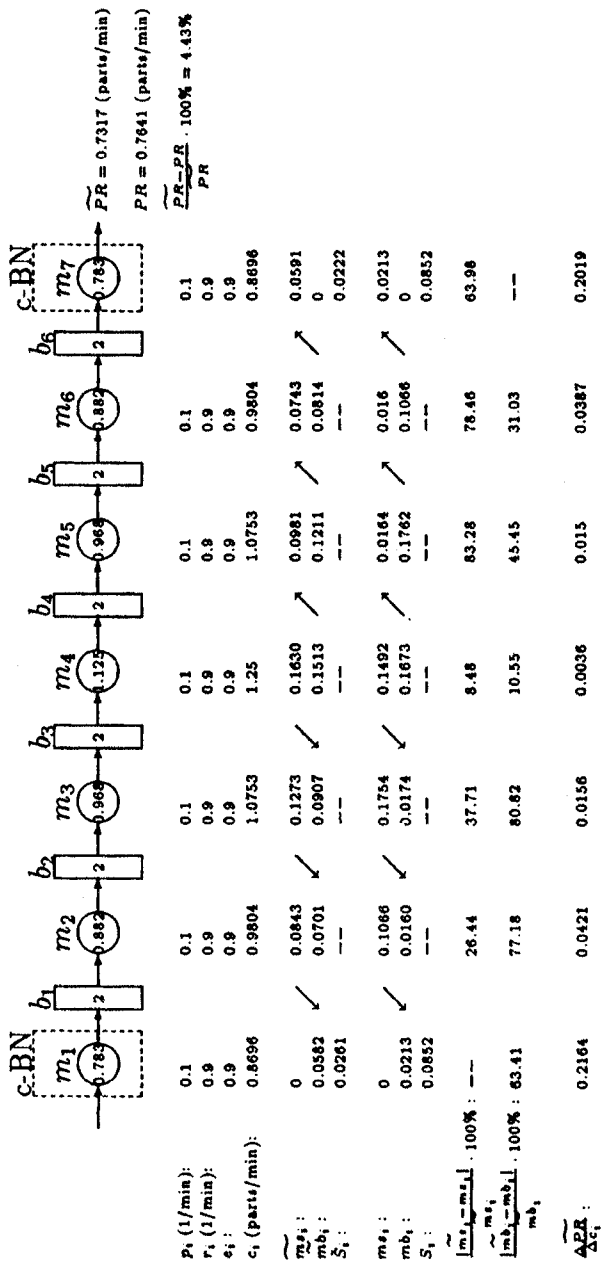 c-BN c-BN
m₁ b₁ m₂ b₂ m₃ b₃ m₄ b₄ m₅ b₅ m₆ b₆ m₇
0.783 2 0.882 2 0.968 2 1.125 2 0.968 2 0.882 2 0.783
P̃R = 0.7317 (parts/min)
PR = 0.7641 (parts/min)
|P̃R−PR|/PR · 100% = 4.43%
pᵢ (1/min): 0.1 0.1 0.1 0.1 0.1 0.1 0.1
rᵢ (1/min): 0.9 0.9 0.9 0.9 0.9 0.9 0.9
eᵢ : 0.9 0.9 0.9 0.9 0.9 0.9 0.9
cᵢ (parts/min): 0.8696 0.9804 1.0753 1.25 1.0753 0.9804 0.8696
m̃sᵢ : 0 0.0843 0.1273 0.1630 0.0981 0.0743 0.0591
m̃bᵢ : 0.0582 0.0701 0.0907 0.1513 0.1211 0.0814 0
S̃ᵢ : 0.0261 −− −− −− −− −− 0.0222
msᵢ : 0 0.1066 0.1754 0.1492 0.0164 0.016 0.0213
mbᵢ : 0.0213 0.0160 0.0174 0.1673 0.1762 0.1066 0
Sᵢ : 0.0852 −− −− −− −− −− 0.0852
|m̃sᵢ−msᵢ|/msᵢ · 100% : −− 26.44 37.71 8.48 83.28 78.46 63.98
|m̃bᵢ−mbᵢ|/mbᵢ · 100% : 63.41 77.18 80.82 10.55 45.45 31.03 −−
ΔP̃R/Δcᵢ : 0.2164 0.0421 0.0156 0.0036 0.015 0.0387 0.2019